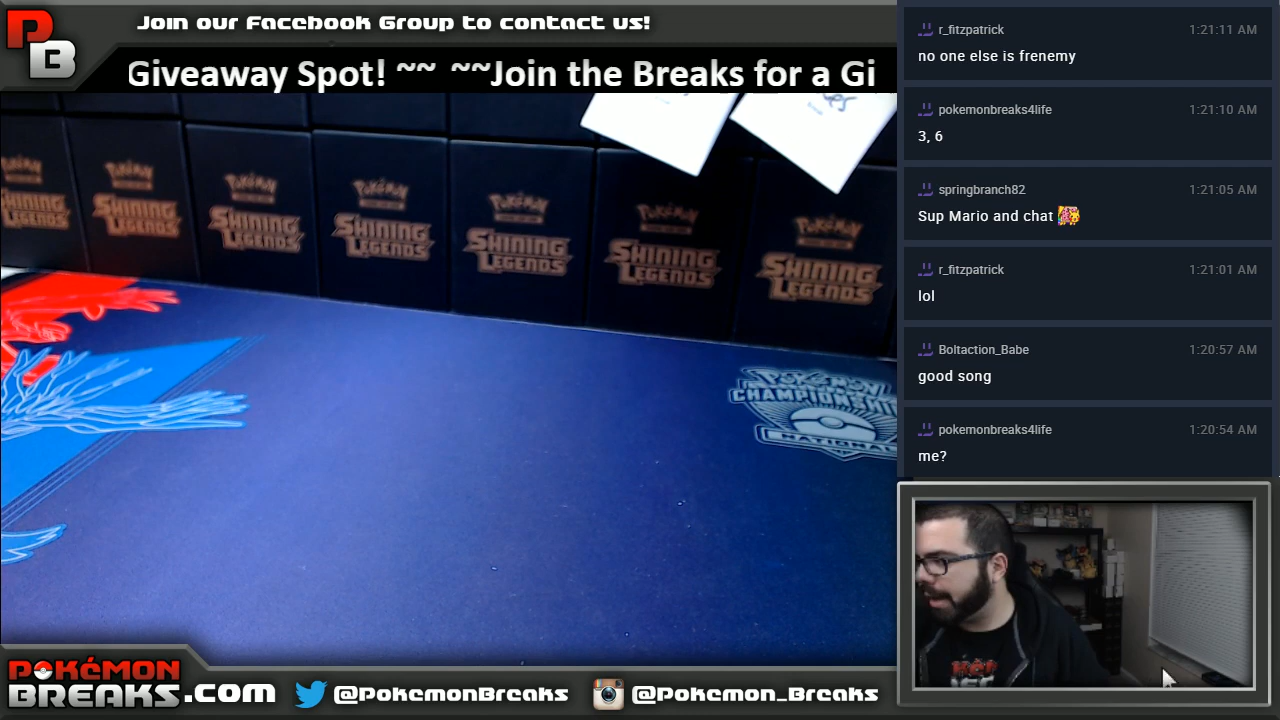 PB
Join our Facebook Group to contact us!
Giveaway Spot! ~~ ~~Join the Breaks for a Gi
Pokémon
SHINING
LEGENDS
Pokémon
SHINING
LEGENDS
Pokémon
SHINING
LEGENDS
Pokémon
SHINING
LEGENDS
Pokémon
SHINING
LEGENDS
Pokémon
SHINING
LEGENDS
Pokémon
SHINING
LEGENDS
POKÉMON
CHAMPIONSHIP
NATIONAL
r_fitzpatrick 1:21:11 AM
no one else is frenemy
pokemonbreaks4life 1:21:10 AM
3, 6
springbranch82 1:21:05 AM
Sup Mario and chat
r_fitzpatrick 1:21:01 AM
lol
Boltaction_Babe 1:20:57 AM
good song
pokemonbreaks4life 1:20:54 AM
me?
POKÉMON
BREAKS.com
@PokemonBreaks
@Pokemon_Breaks